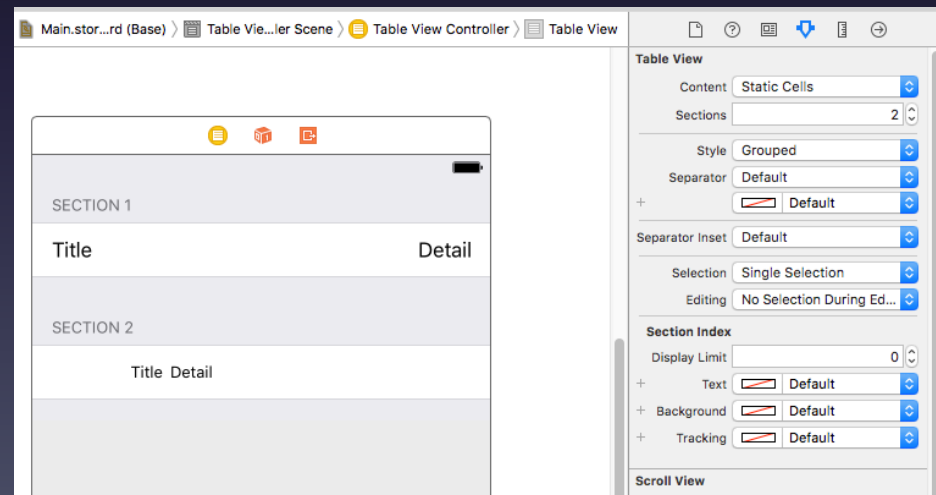 Main.stor...rd (Base) Table Vie...ler Scene Table View Controller Table View
SECTION 1
Title Detail
SECTION 2
Title Detail
Table View
Content Static Cells
Sections 2
Style Grouped
Separator Default
+ Default
Separator Inset Default
Selection Single Selection
Editing No Selection During Ed...
Section Index
Display Limit 0
+ Text Default
+ Background Default
+ Tracking Default
Scroll View